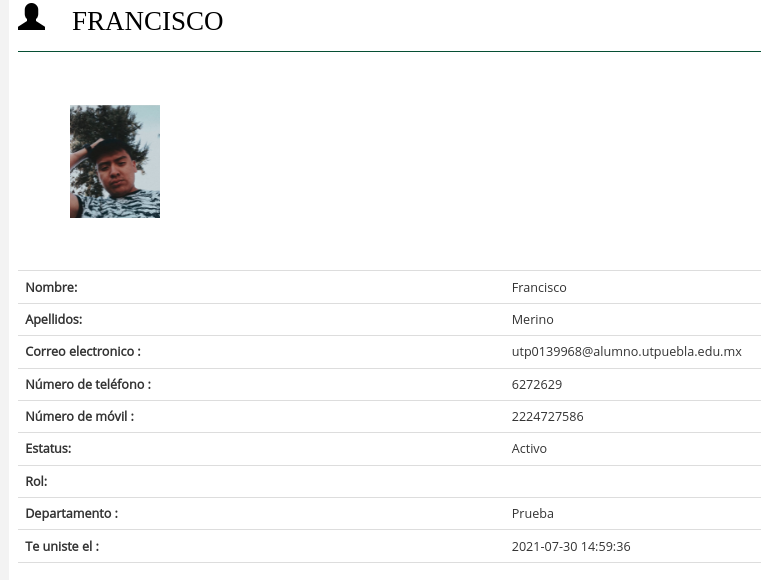 FRANCISCO
Nombre: Francisco
Apellidos: Merino
Correo electronico : utp0139968@alumno.utpuebla.edu.mx
Número de teléfono : 6272629
Número de móvil : 2224727586
Estatus: Activo
Rol:
Departamento : Prueba
Te uniste el : 2021-07-30 14:59:36